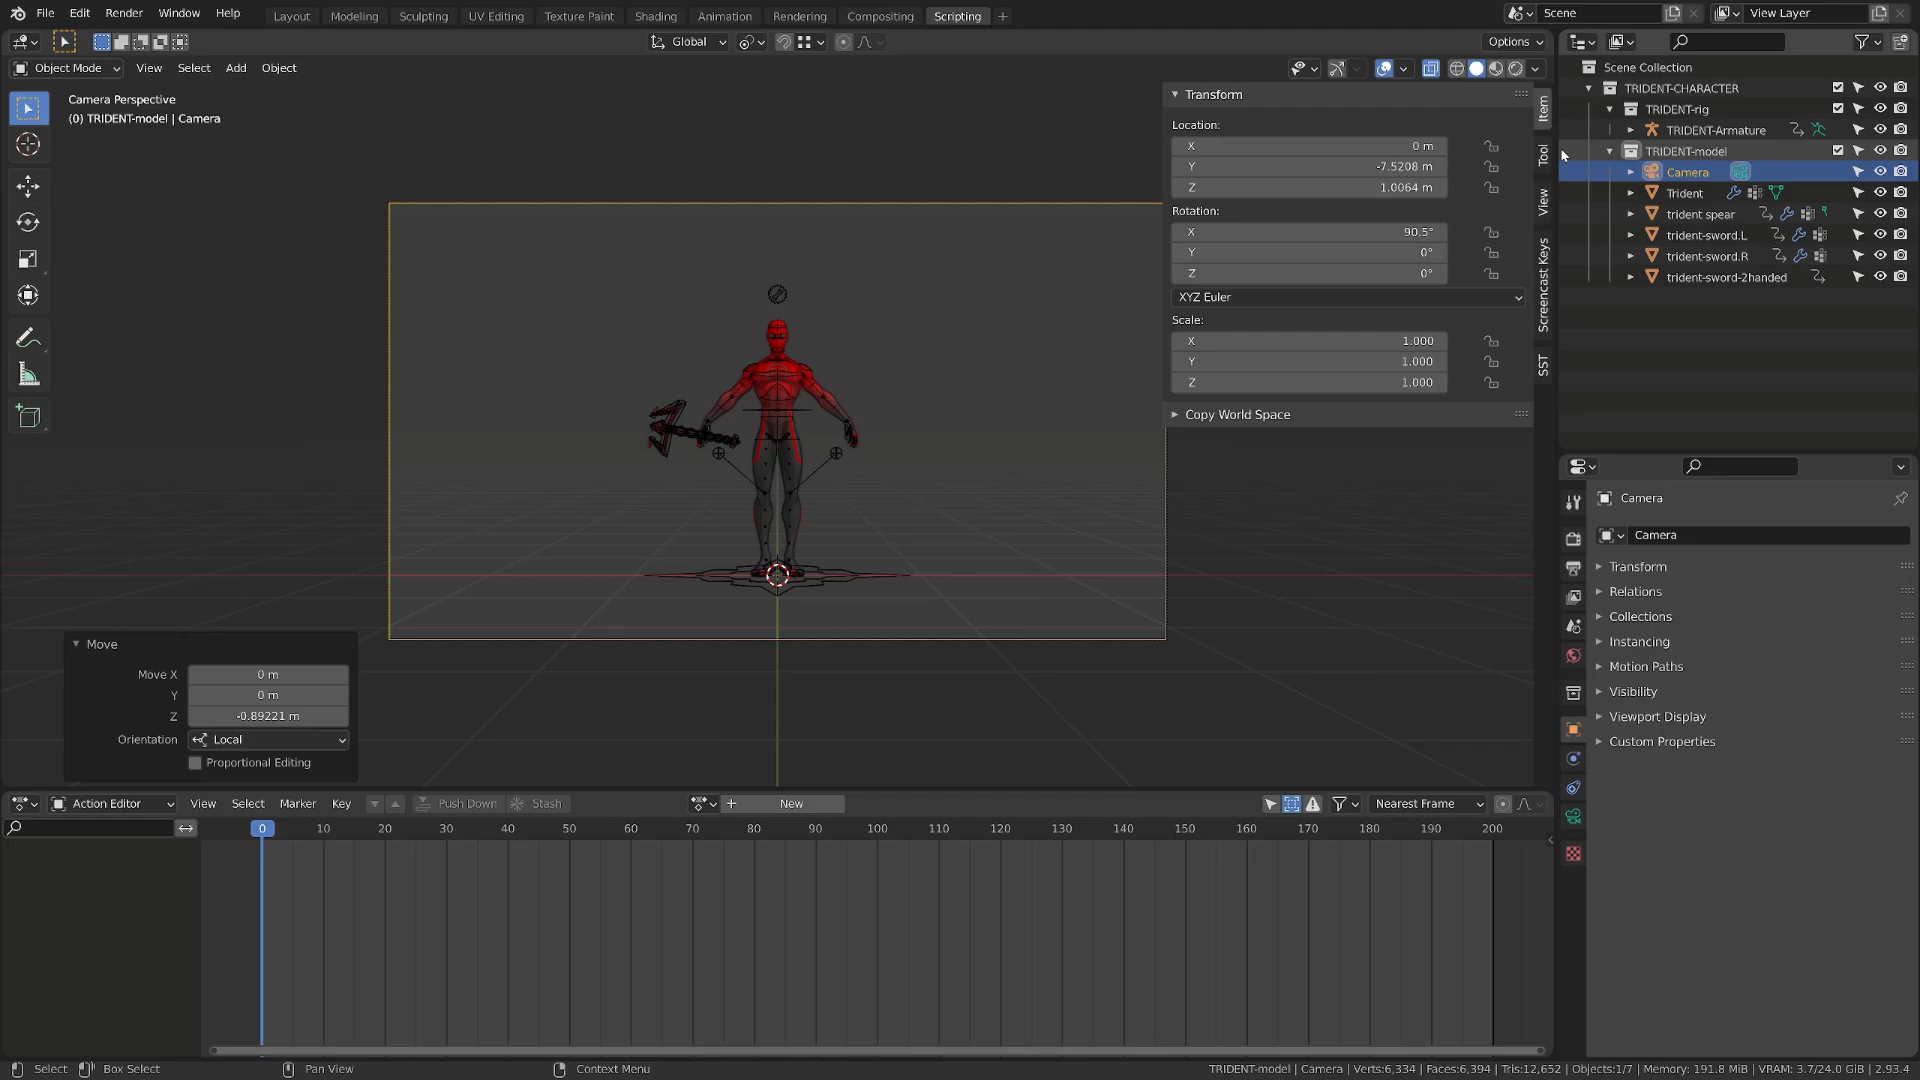 File Edit Render Window Help Layout Modeling Sculpting UV Editing Texture Paint Shading Animation Rendering Compositing Scripting + Scene View Layer
Global Options
Object Mode View Select Add Object
Camera Perspective
(0) TRIDENT-model | Camera
Transform
Location:
X 0 m
Y -7.5208 m
Z 1.0064 m
Rotation:
X 90.5°
Y 0°
Z 0°
XYZ Euler
Scale:
X 1.000
Y 1.000
Z 1.000
Copy World Space
Item
Tool
View
Screencast Keys
SST
Scene Collection
TRIDENT-CHARACTER
TRIDENT-rig
TRIDENT-Armature
TRIDENT-model
Camera
Trident
trident spear
trident-sword.L
trident-sword.R
trident-sword-2handed
Camera
Camera
Transform
Relations
Collections
Instancing
Motion Paths
Visibility
Viewport Display
Custom Properties
Move
Move X 0 m
Y 0 m
Z -0.89221 m
Orientation Local
Proportional Editing
Action Editor View Select Marker Key Push Down Stash + New Nearest Frame
0 10 20 30 40 50 60 70 80 90 100 110 120 130 140 150 160 170 180 190 200
Select Box Select Pan View Context Menu TRIDENT-model | Camera | Verts:6,334 | Faces:6,394 | Tris:12,652 | Objects:1/7 | Memory: 191.8 MiB | VRAM: 3.7/24.0 GiB | 2.93.4